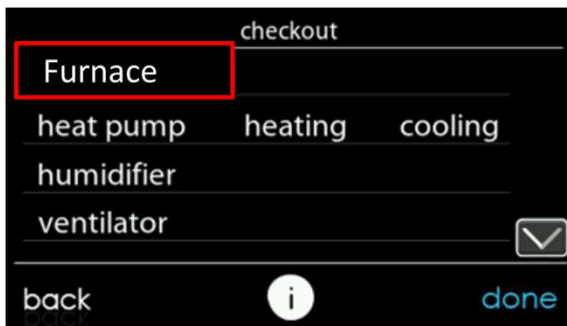 checkout
Furnace
heat pump heating cooling
humidifier
ventilator
back i done